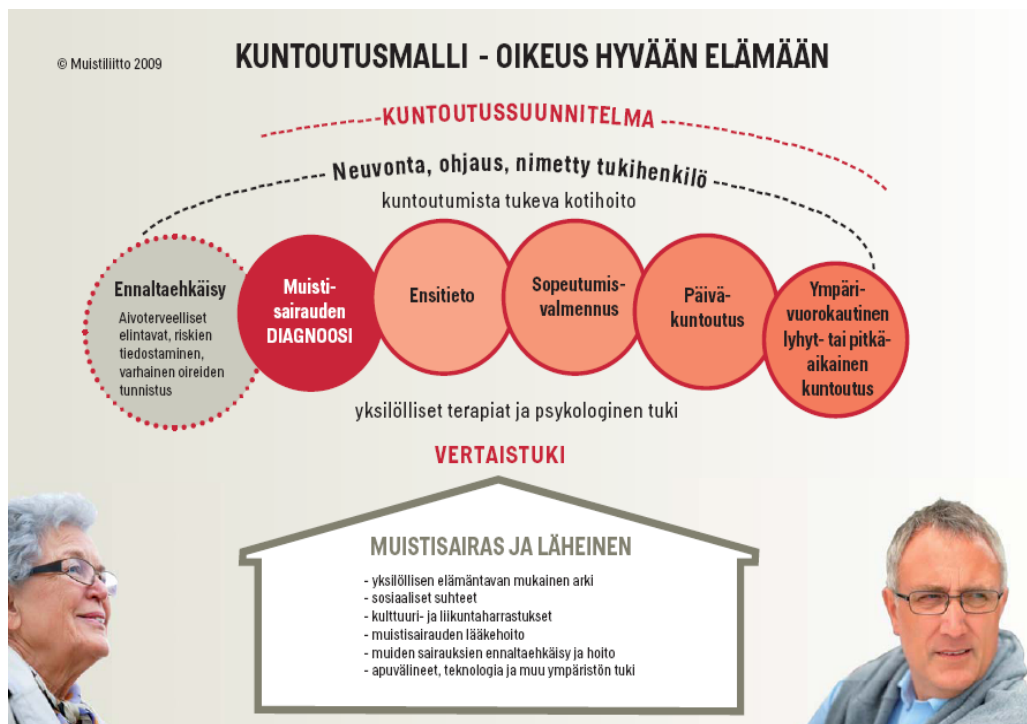 © Muistiliitto 2009
KUNTOUTUSMALLI - OIKEUS HYVÄÄN ELÄMÄÄN
KUNTOUTUSSUUNNITELMA
Neuvonta, ohjaus, nimetty tukihenkilö
kuntoutumista tukeva kotihoito
Ennaltaehkäisy
Aivoterveelliset
elintavat, riskien
tiedostaminen,
varhainen oireiden
tunnistus
Muisti-
sairauden
DIAGNOOSI
Ensitieto
Sopeutumis-
valmennus
Päivä-
kuntoutus
Ympäri-
vuorokautinen
lyhyt- tai pitkä-
aikainen
kuntoutus
yksilölliset terapiat ja psykologinen tuki
VERTAISTUKI
MUISTISAIRAS JA LÄHEINEN
- yksilöllisen elämäntavan mukainen arki
- sosiaaliset suhteet
- kulttuuri- ja liikuntaharrastukset
- muistisairauden lääkehoito
- muiden sairauksien ennaltaehkäisy ja hoito
- apuvälineet, teknologia ja muu ympäristön tuki